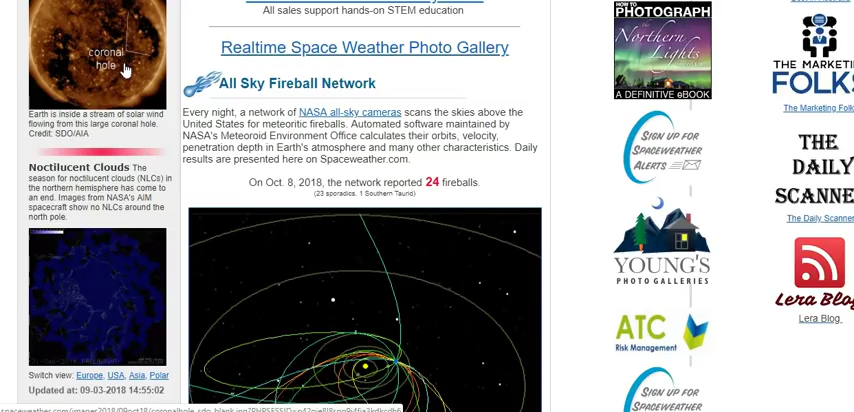 coronal
hole
Earth is inside a stream of solar wind
flowing from this large coronal hole.
Credit: SDO/AIA
Noctilucent Clouds The
season for noctilucent clouds (NLCs) in
the northern hemisphere has come to
an end. Images from NASA's AIM
spacecraft show no NLCs around the
north pole.
Switch view: Europe, USA, Asia, Polar
Updated at: 09-03-2018 14:55:02
All sales support hands-on STEM education
Realtime Space Weather Photo Gallery
All Sky Fireball Network
Every night, a network of NASA all-sky cameras scans the skies above the
United States for meteoritic fireballs. Automated software maintained by
NASA's Meteoroid Environment Office calculates their orbits, velocity,
penetration depth in Earth's atmosphere and many other characteristics. Daily
results are presented here on Spaceweather.com.
On Oct. 8, 2018, the network reported 24 fireballs.
(23 sporadics, 1 Southern Taurid)
HOW TO
PHOTOGRAPH
THE
Northern
Lights
A DEFINITIVE eBOOK
SIGN UP FOR
SPACEWEATHER
ALERTS
YOUNG'S
PHOTO GALLERIES
ATC
Risk Management
SIGN UP FOR
SPACEWEATHER
THE MARKETING
FOLKS
The Marketing Folk
THE
DAILY
SCANNE
The Daily Scanner
Lera Blog
Lera Blog